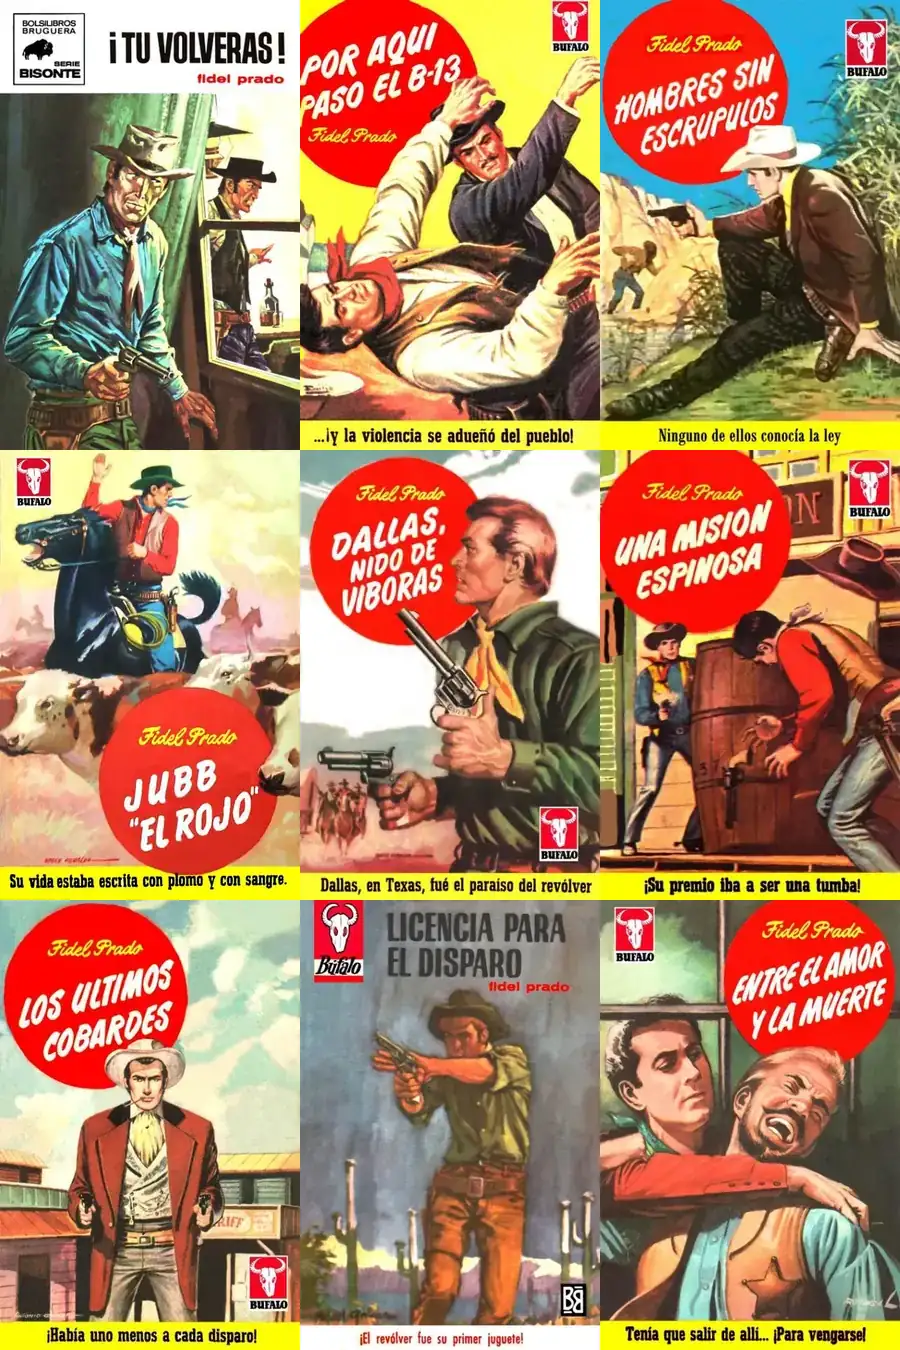 BOLSILIBROS
BRUGUERA
SERIE
BISONTE
¡TU VOLVERAS!
fidel prado
POR AQUI
PASO EL B-13
Fidel Prado
BUFALO
...¡y la violencia se adueñó del pueblo!
Fidel Prado
HOMBRES SIN
ESCRUPULOS
BUFALO
Ninguno de ellos conocía la ley
BUFALO
Fidel Prado
JUBB
"EL ROJO"
Su vida estaba escrita con plomo y con sangre.
Fidel Prado
DALLAS,
NIDO DE
VIBORAS
BUFALO
Dallas, en Texas, fué el paraíso del revólver
Fidel Prado
UNA MISION
ESPINOSA
BUFALO
ON
¡Su premio iba a ser una tumba!
Fidel Prado
LOS ULTIMOS
COBARDES
RIFF
BUFALO
¡Había uno menos a cada disparo!
Búfalo
LICENCIA PARA
EL DISPARO
fidel prado
BB
¡El revólver fue su primer juguete!
BUFALO
Fidel Prado
ENTRE EL AMOR
Y LA MUERTE
Tenía que salir de allí... ¡Para vengarse!